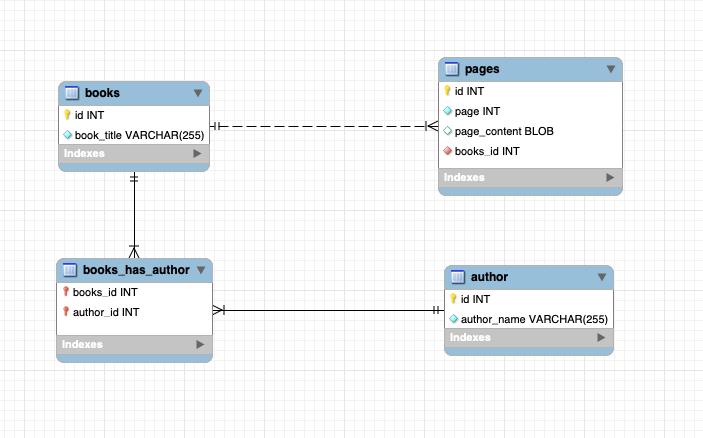 books
id INT
book_title VARCHAR(255)
Indexes
pages
id INT
page INT
page_content BLOB
books_id INT
Indexes
books_has_author
books_id INT
author_id INT
Indexes
author
id INT
author_name VARCHAR(255)
Indexes